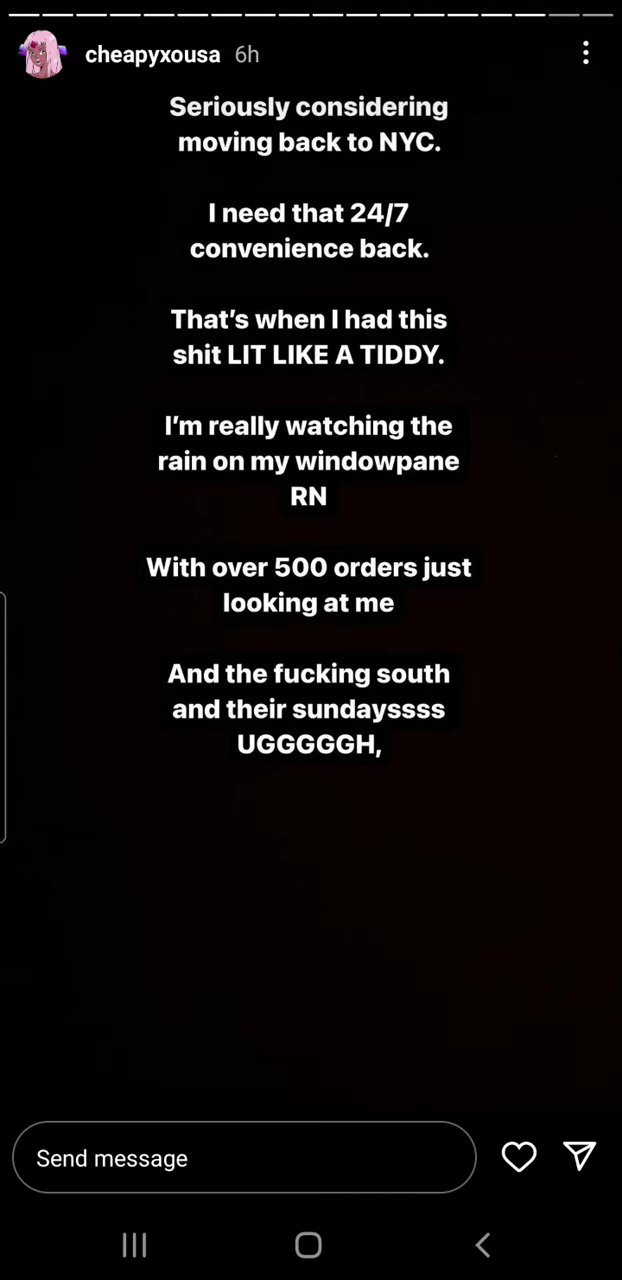 cheapyxousa 6h
Seriously considering
moving back to NYC.
I need that 24/7
convenience back.
That’s when I had this
shit LIT LIKE A TIDDY.
I’m really watching the
rain on my windowpane
RN
With over 500 orders just
looking at me
And the fucking south
and their sundayssss
UGGGGGH,
Send message